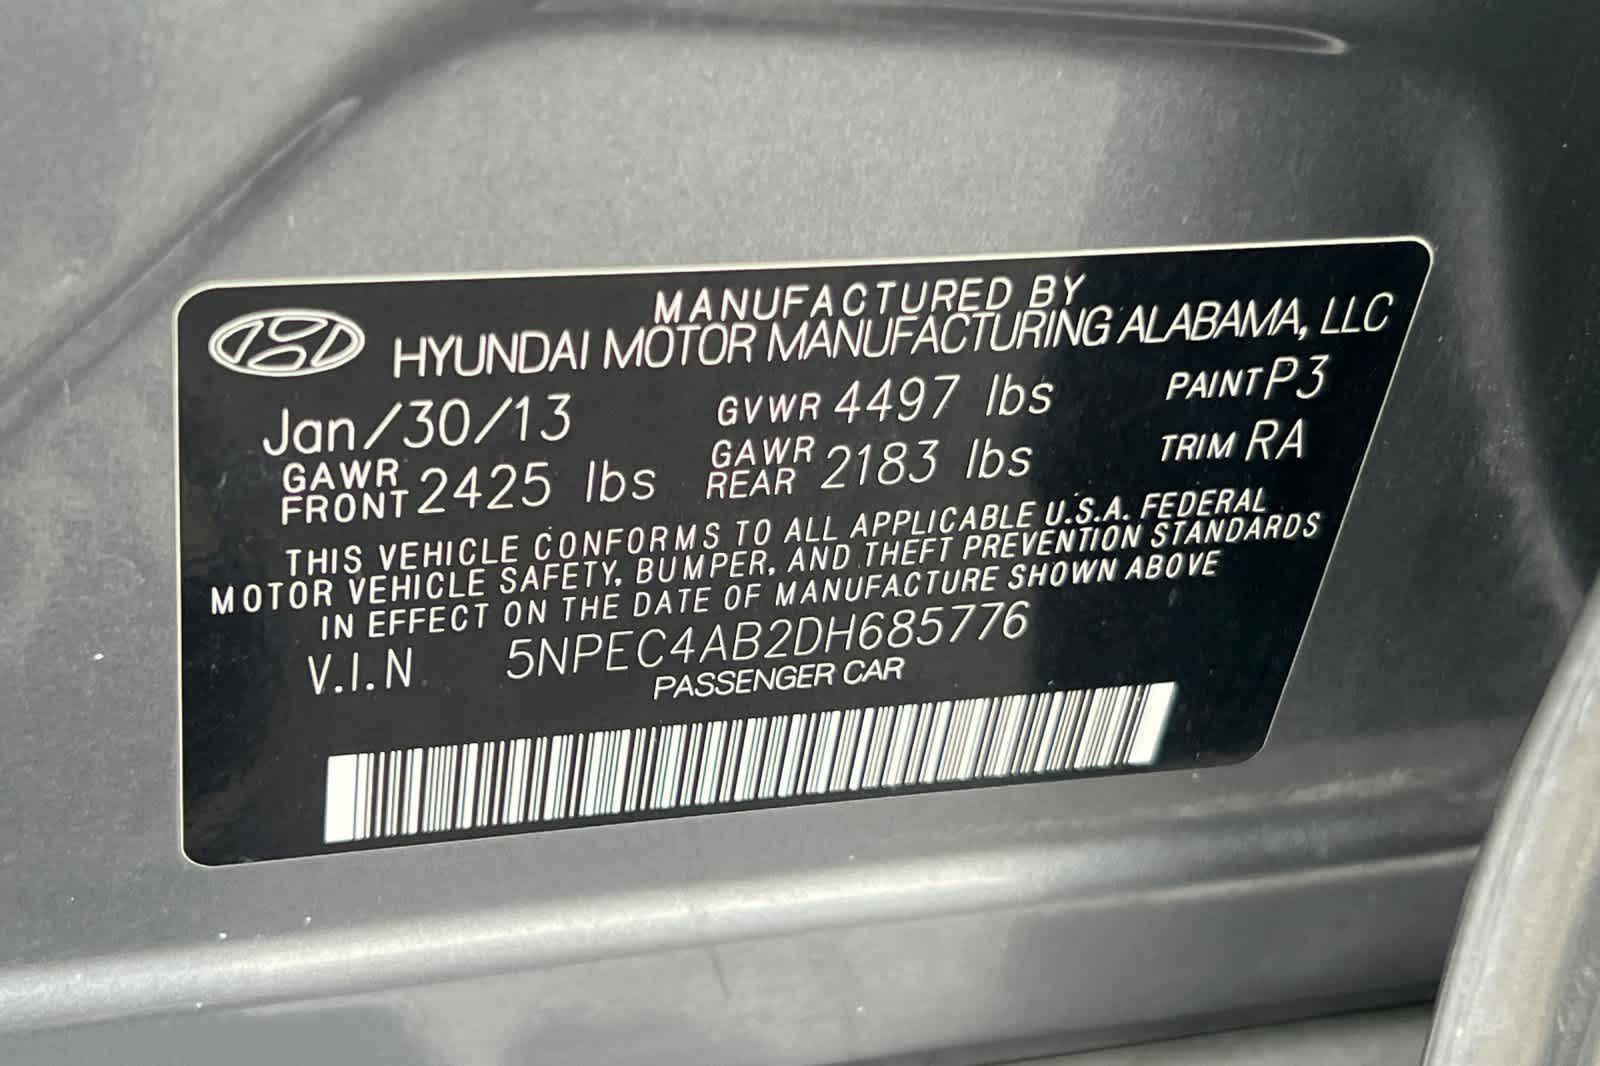 MANUFACTURED BY
HYUNDAI MOTOR MANUFACTURING ALABAMA, LLC
Jan/30/13 GVWR 4497 lbs PAINT P3
GAWR FRONT 2425 lbs GAWR REAR 2183 lbs TRIM RA
THIS VEHICLE CONFORMS TO ALL APPLICABLE U.S.A. FEDERAL
MOTOR VEHICLE SAFETY, BUMPER, AND THEFT PREVENTION STANDARDS
IN EFFECT ON THE DATE OF MANUFACTURE SHOWN ABOVE
V.I.N 5NPEC4AB2DH685776
PASSENGER CAR